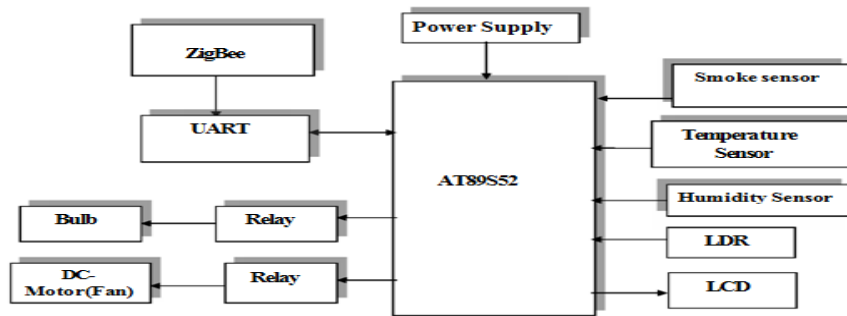 Power Supply
ZigBee
Smoke sensor
UART
Temperature
Sensor
AT89S52
Humidity Sensor
Bulb
Relay
LDR
DC-
Motor(Fan)
Relay
LCD